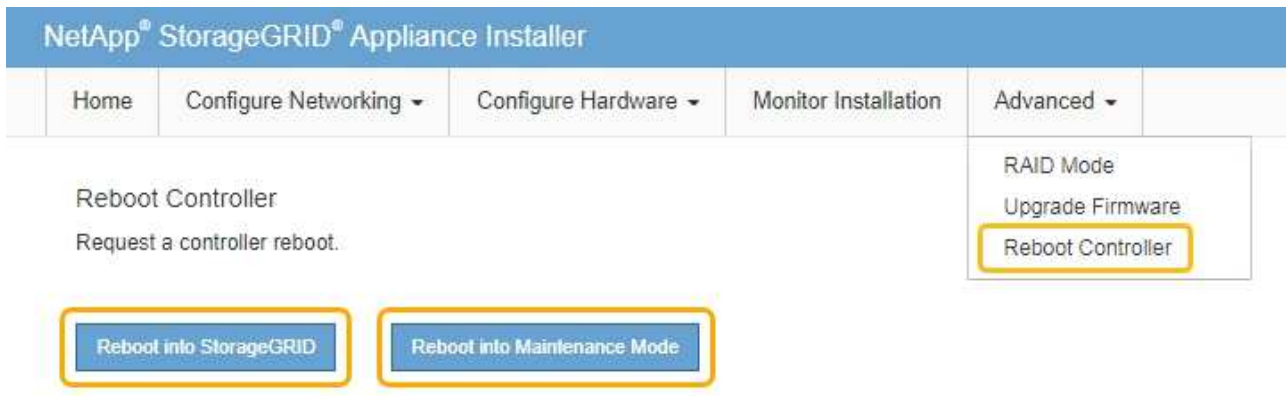 NetApp® StorageGRID® Appliance Installer
Home Configure Networking Configure Hardware Monitor Installation Advanced
RAID Mode
Upgrade Firmware
Reboot Controller
Reboot Controller
Request a controller reboot.
Reboot into StorageGRID Reboot into Maintenance Mode